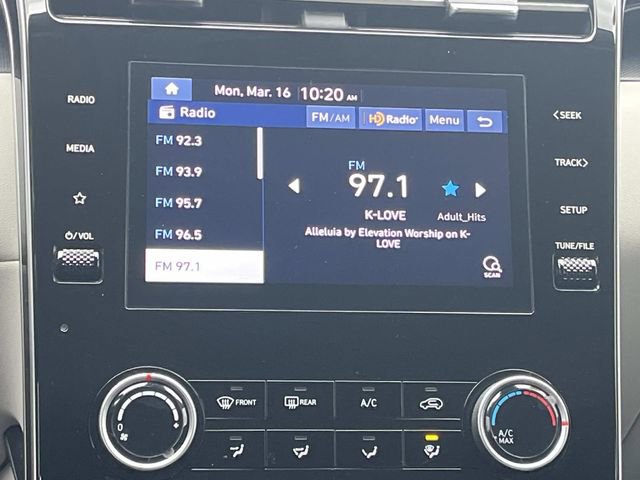 Mon, Mar. 16 10:20 AM
RADIO
Radio
FM/AM
HD Radio
Menu
<SEEK
FM 92.3
MEDIA
FM 93.9
FM
97.1
TRACK>
FM 95.7
K-LOVE
Adult_Hits
SETUP
FM 96.5
Alleluia by Elevation Worship on K-
LOVE
⏻/VOL
TUNE/FILE
FM 97.1
SCAN
FRONT
REAR
A/C
0
A/C
MAX